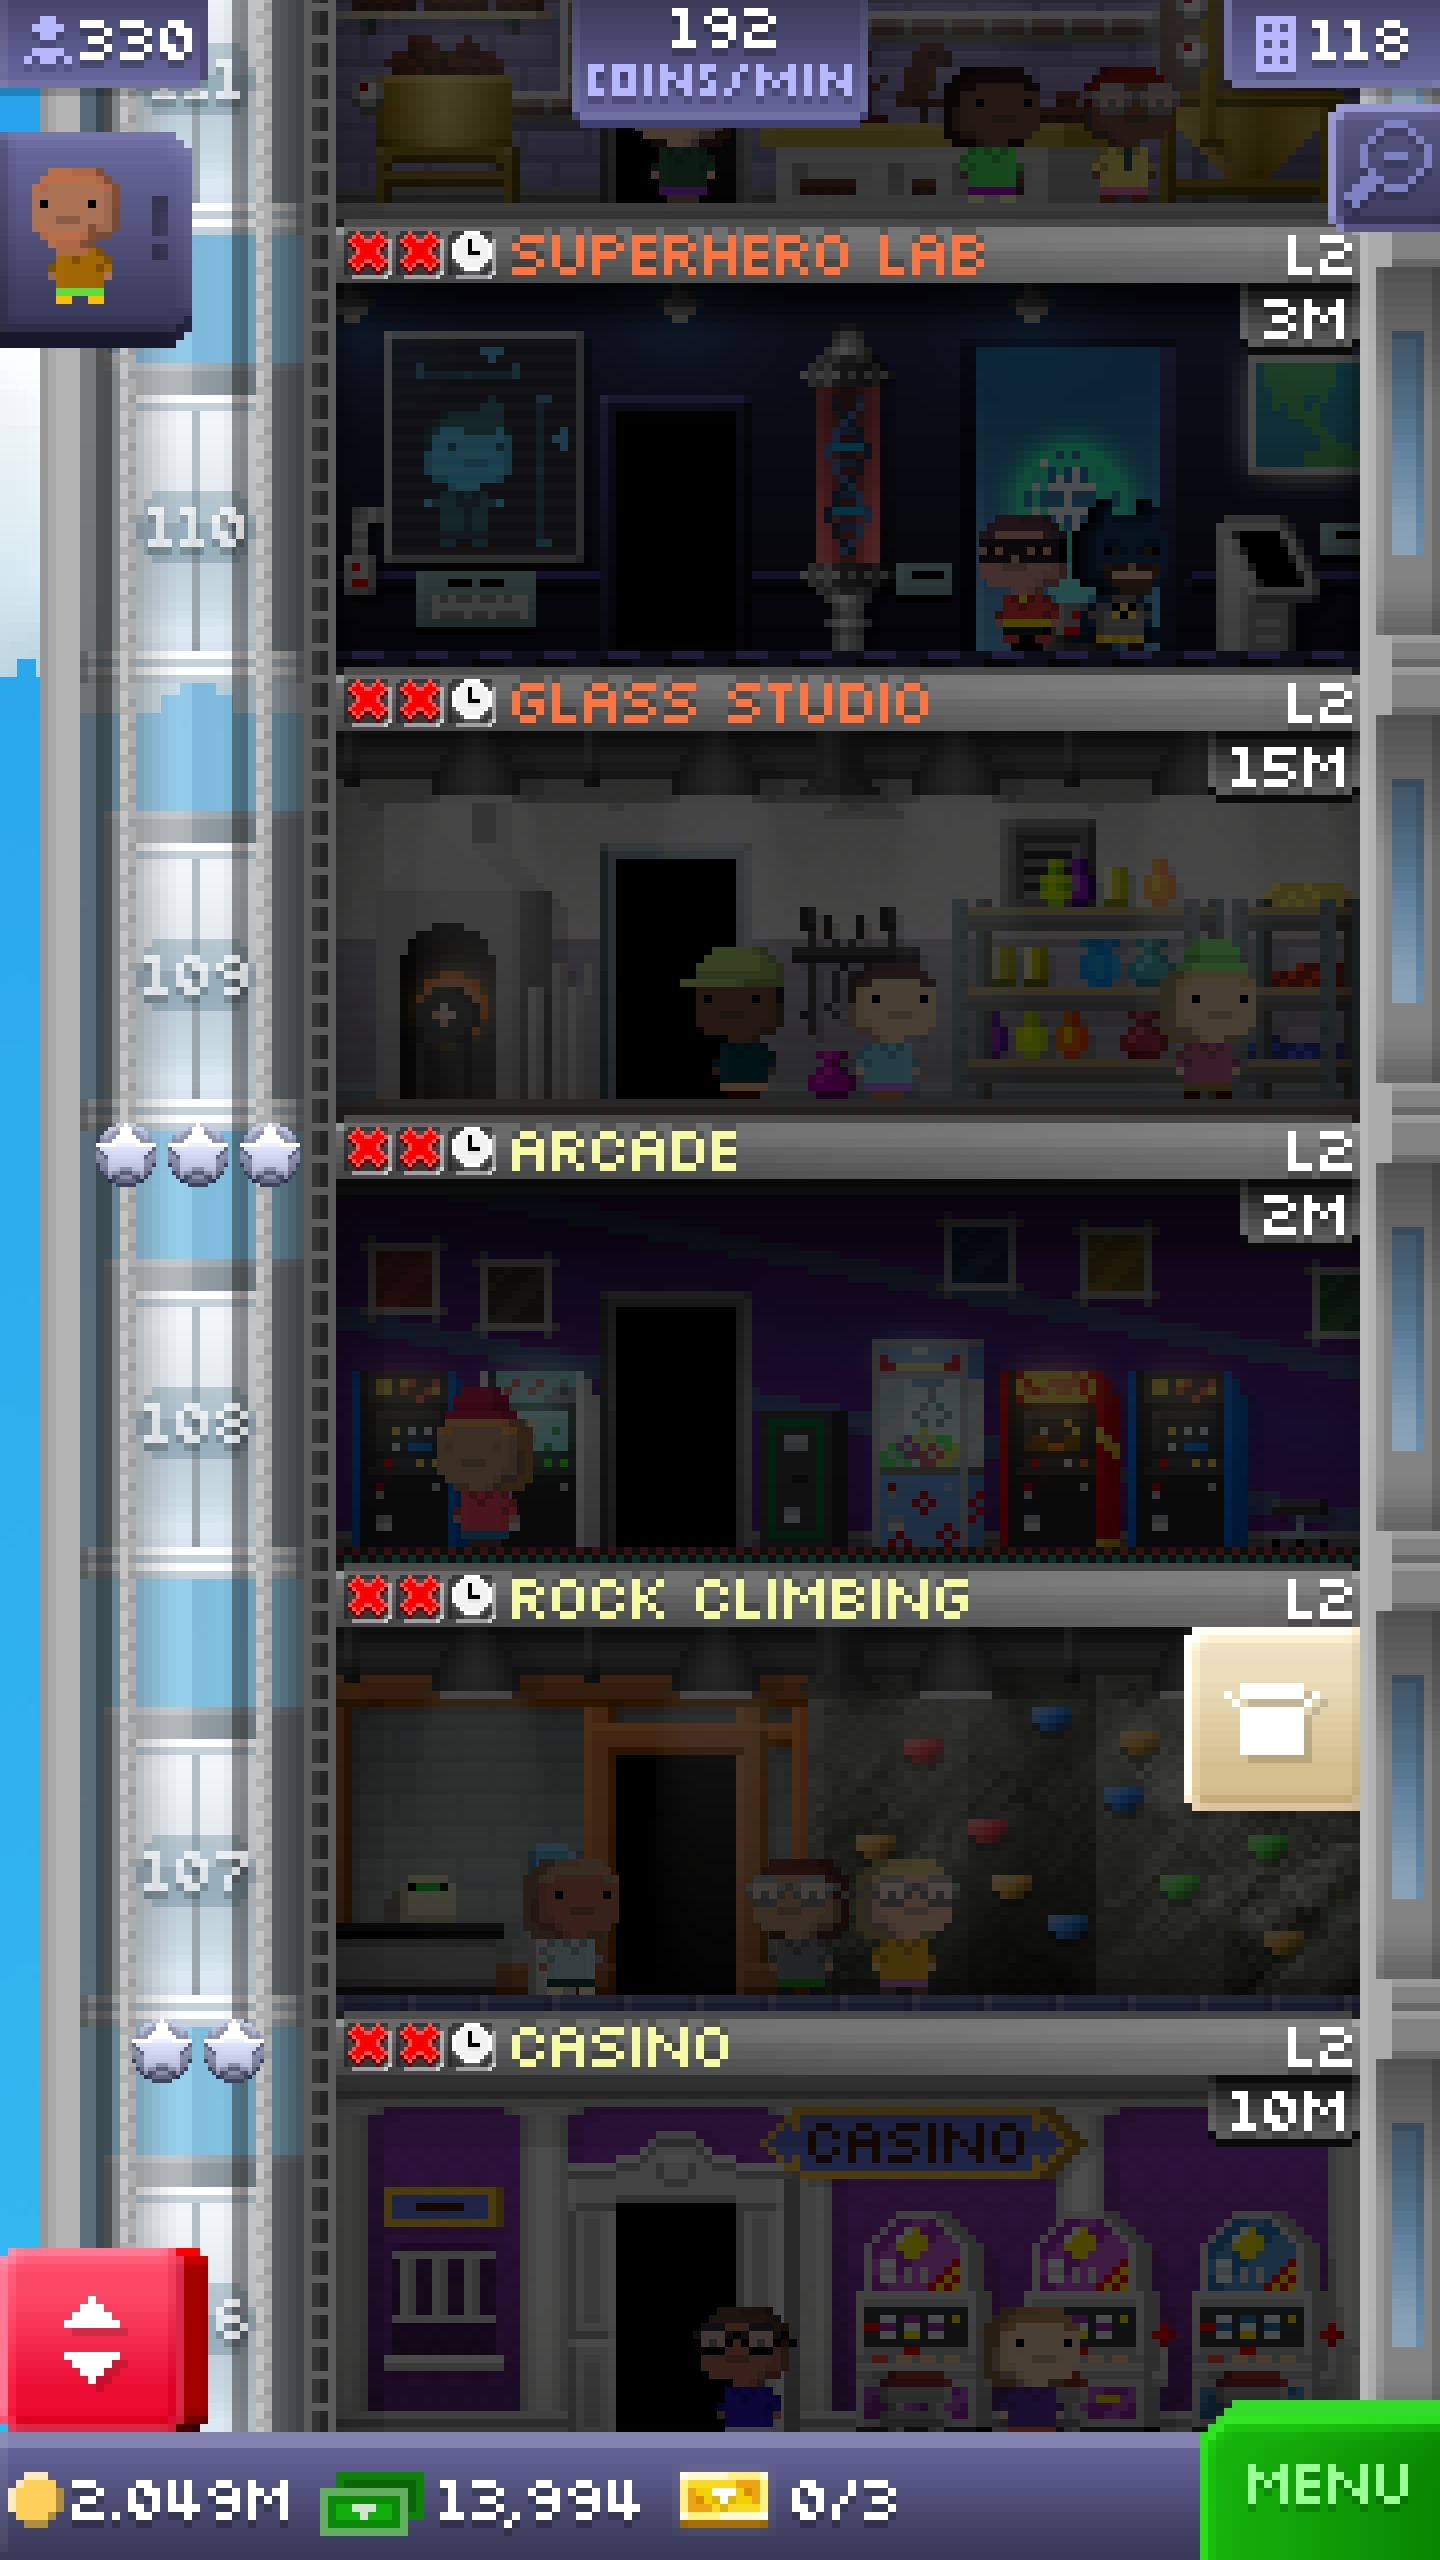 330
192
COINS/MIN
118
SUPERHERO LAB L2
3M
110
GLASS STUDIO L2
15M
109
ARCADE L2
2M
108
ROCK CLIMBING L2
107
CASINO L2
10M
CASINO
6
2.049M 13,994 0/3 MENU